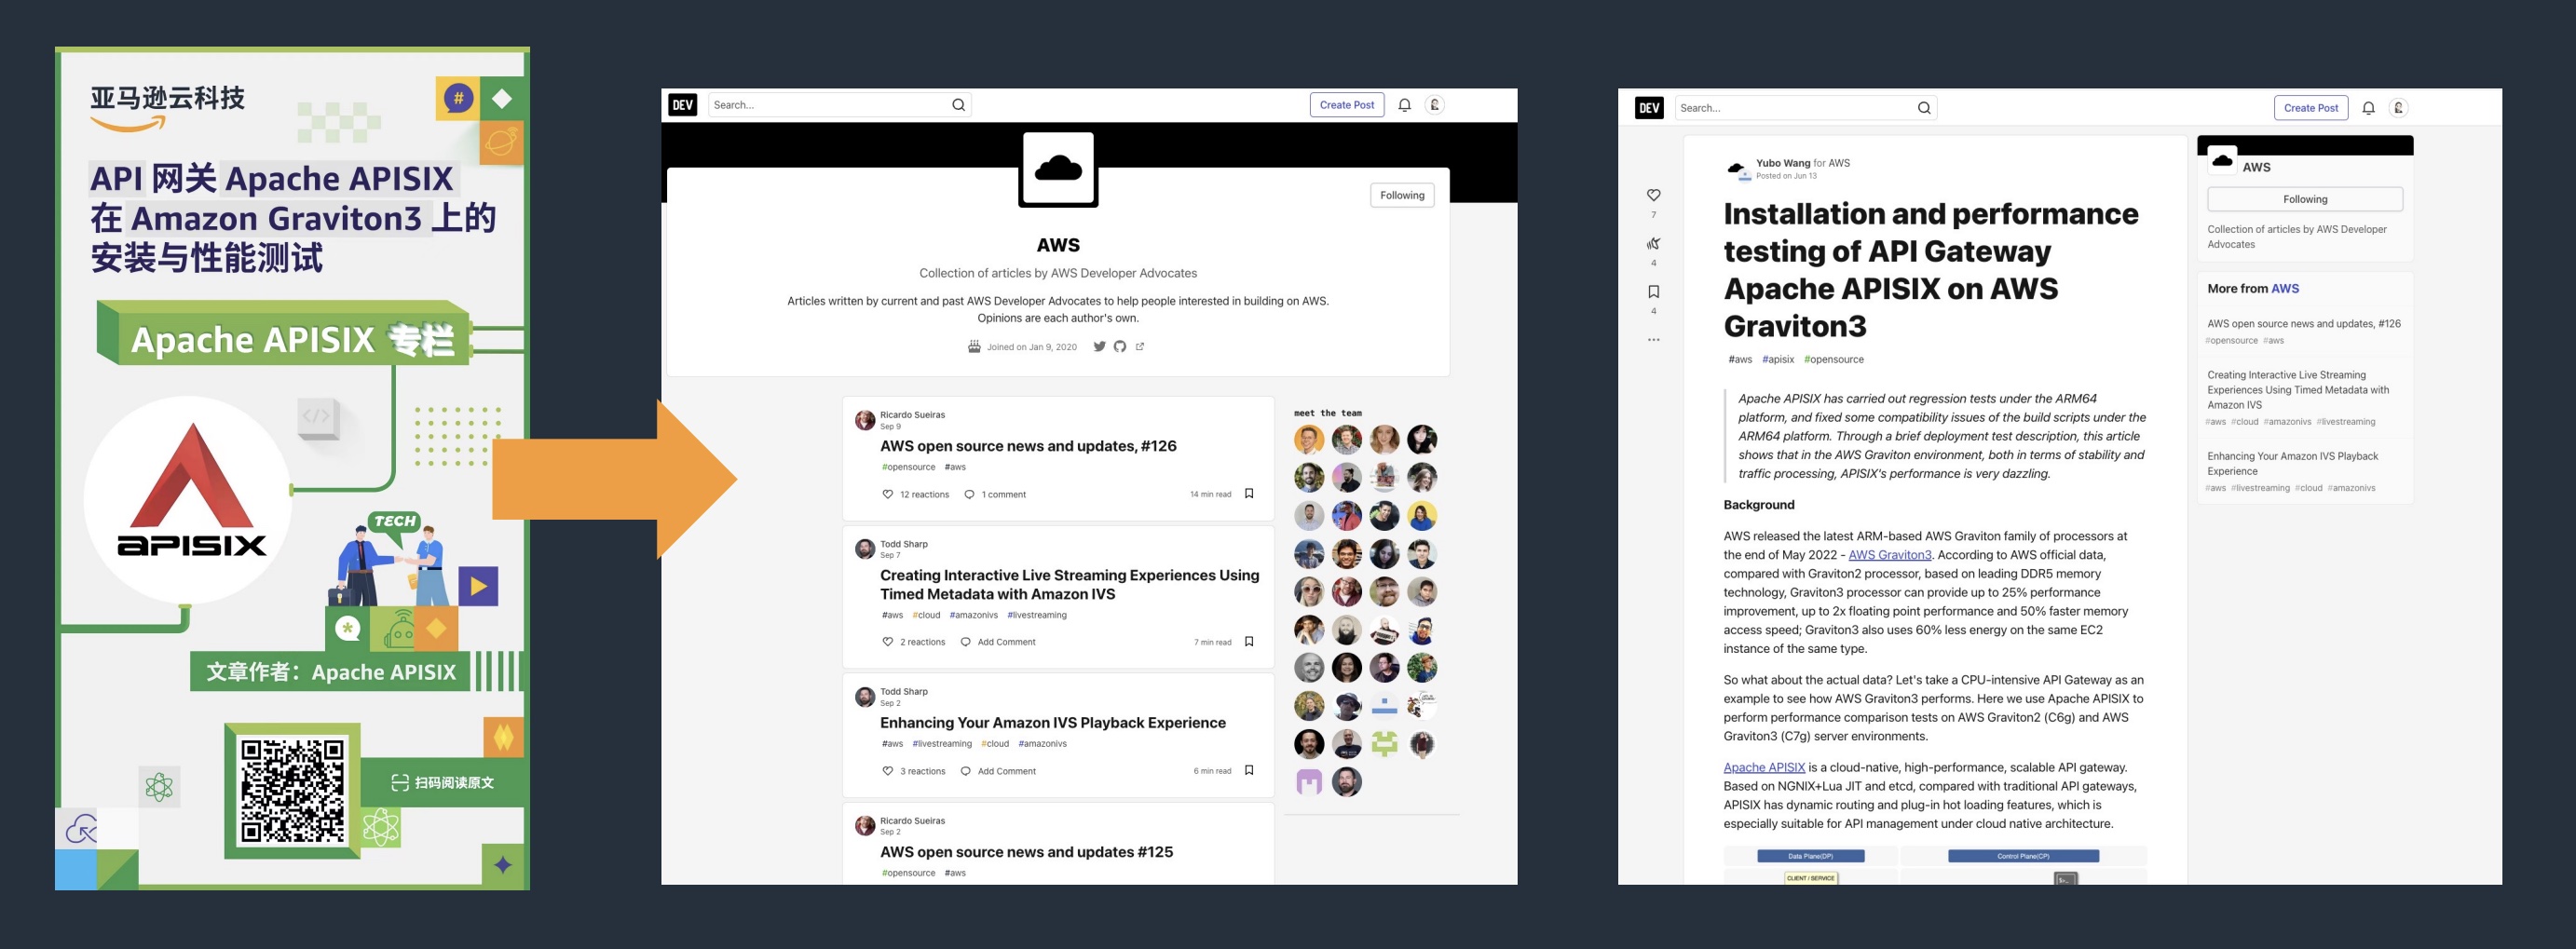 亚马逊云科技
#
API 网关 Apache APISIX
在 Amazon Graviton3 上的
安装与性能测试
Apache APISIX 专栏
</>
APISIX
TECH
文章作者：Apache APISIX
扫码阅读原文
DEV
Search...
Create Post
Following
AWS
Collection of articles by AWS Developer Advocates
Articles written by current and past AWS Developer Advocates to help people interested in building on AWS.
Opinions are each author's own.
Joined on Jan 9, 2020
Ricardo Sueiras
Sep 9
AWS open source news and updates, #126
#opensource #aws
12 reactions 1 comment 14 min read
Todd Sharp
Sep 7
Creating Interactive Live Streaming Experiences Using
Timed Metadata with Amazon IVS
#aws #cloud #amazonivs #livestreaming
2 reactions Add Comment 7 min read
Todd Sharp
Sep 2
Enhancing Your Amazon IVS Playback Experience
#aws #livestreaming #cloud #amazonivs
3 reactions Add Comment 6 min read
Ricardo Sueiras
Sep 2
AWS open source news and updates #125
#opensource #aws
meet the team
DEV
Search...
Create Post
7
4
4
Yubo Wang for AWS
Posted on Jun 13
Installation and performance
testing of API Gateway
Apache APISIX on AWS
Graviton3
#aws #apisix #opensource
Apache APISIX has carried out regression tests under the ARM64
platform, and fixed some compatibility issues of the build scripts under the
ARM64 platform. Through a brief deployment test description, this article
shows that in the AWS Graviton environment, both in terms of stability and
traffic processing, APISIX's performance is very dazzling.
Background
AWS released the latest ARM-based AWS Graviton family of processors at
the end of May 2022 - AWS Graviton3. According to AWS official data,
compared with Graviton2 processor, based on leading DDR5 memory
technology, Graviton3 processor can provide up to 25% performance
improvement, up to 2x floating point performance and 50% faster memory
access speed; Graviton3 also uses 60% less energy on the same EC2
instance of the same type.
So what about the actual data? Let's take a CPU-intensive API Gateway as an
example to see how AWS Graviton3 performs. Here we use Apache APISIX to
perform performance comparison tests on AWS Graviton2 (C6g) and AWS
Graviton3 (C7g) server environments.
Apache APISIX is a cloud-native, high-performance, scalable API gateway.
Based on NGNIX+Lua JIT and etcd, compared with traditional API gateways,
APISIX has dynamic routing and plug-in hot loading features, which is
especially suitable for API management under cloud native architecture.
Data Plane(DP) Control Plane(CP)
CLIENT / SERVICE
AWS
Following
Collection of articles by AWS Developer
Advocates
More from AWS
AWS open source news and updates, #126
#opensource #aws
Creating Interactive Live Streaming
Experiences Using Timed Metadata with
Amazon IVS
#aws #cloud #amazonivs #livestreaming
Enhancing Your Amazon IVS Playback
Experience
#aws #livestreaming #cloud #amazonivs